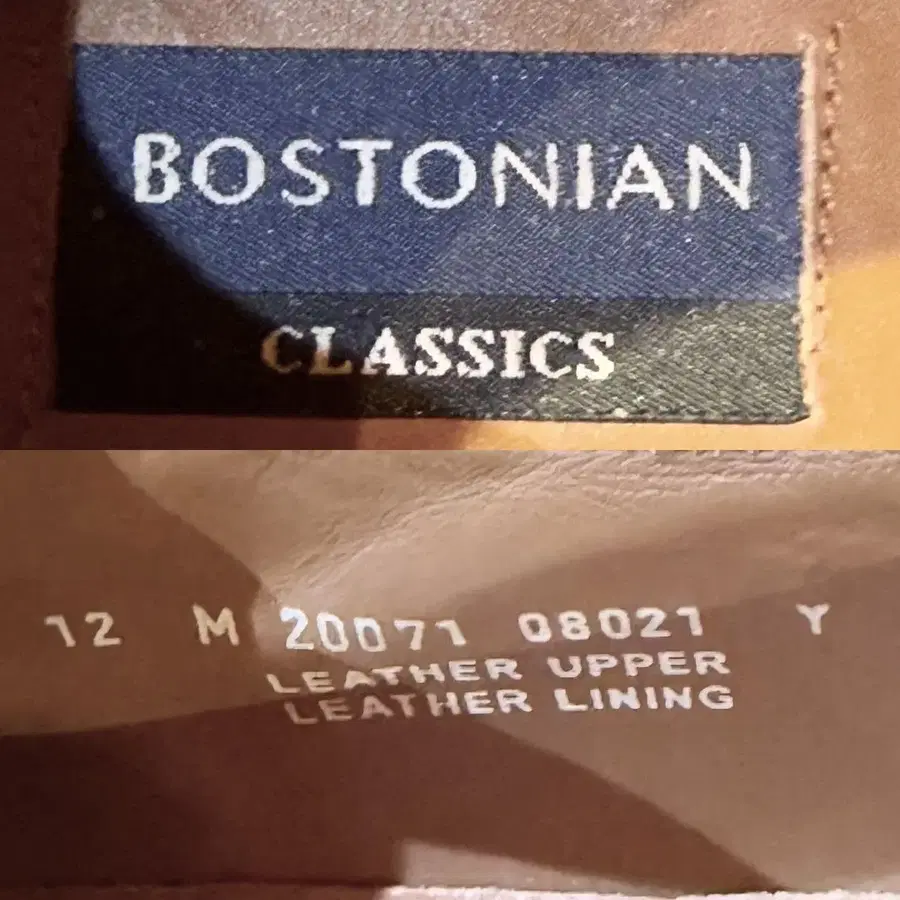 BOSTONIAN
CLASSICS
12 M 20071 08021 Y
LEATHER UPPER
LEATHER LINING